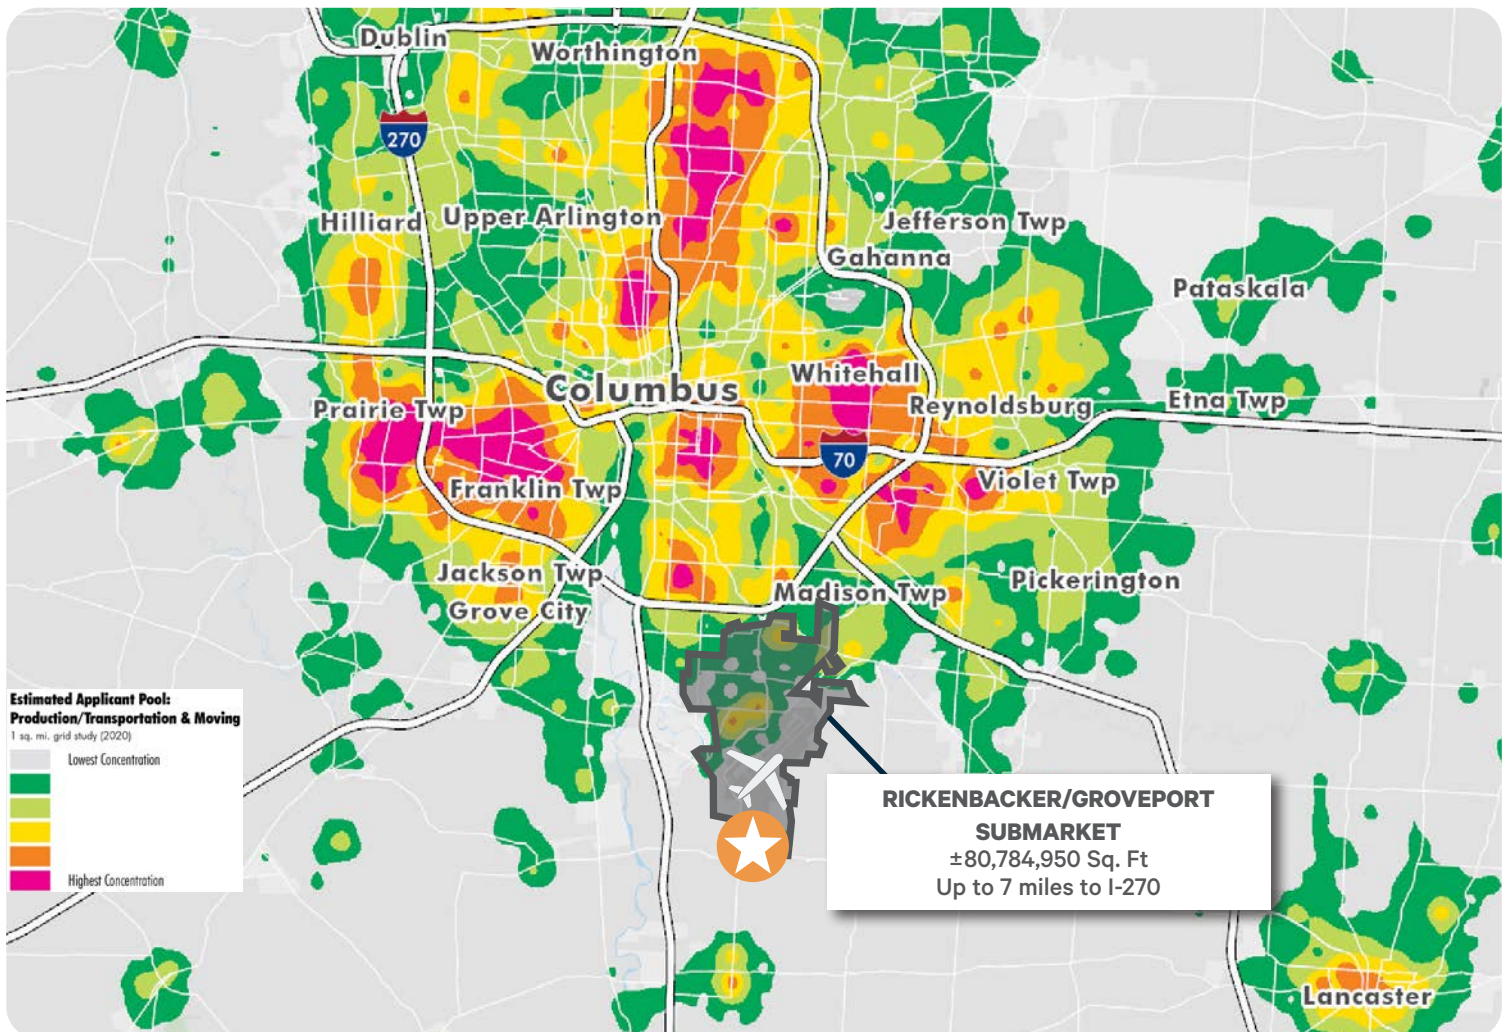 Dublin
Worthington
270
Hilliard
Upper Arlington
Jefferson Twp
Gahanna
Pataskala
Whitehall
Columbus
Prairie Twp
Reynoldsburg
Etna Twp
70
Franklin Twp
Violet Twp
Jackson Twp
Madison Twp
Pickerington
Grove City
Estimated Applicant Pool:
Production/Transportation & Moving
1 sq. mi. grid study (2020)
Lowest Concentration
Highest Concentration
RICKENBACKER/GROVEPORT
SUBMARKET
±80,784,950 Sq. Ft
Up to 7 miles to I-270
Lancaster